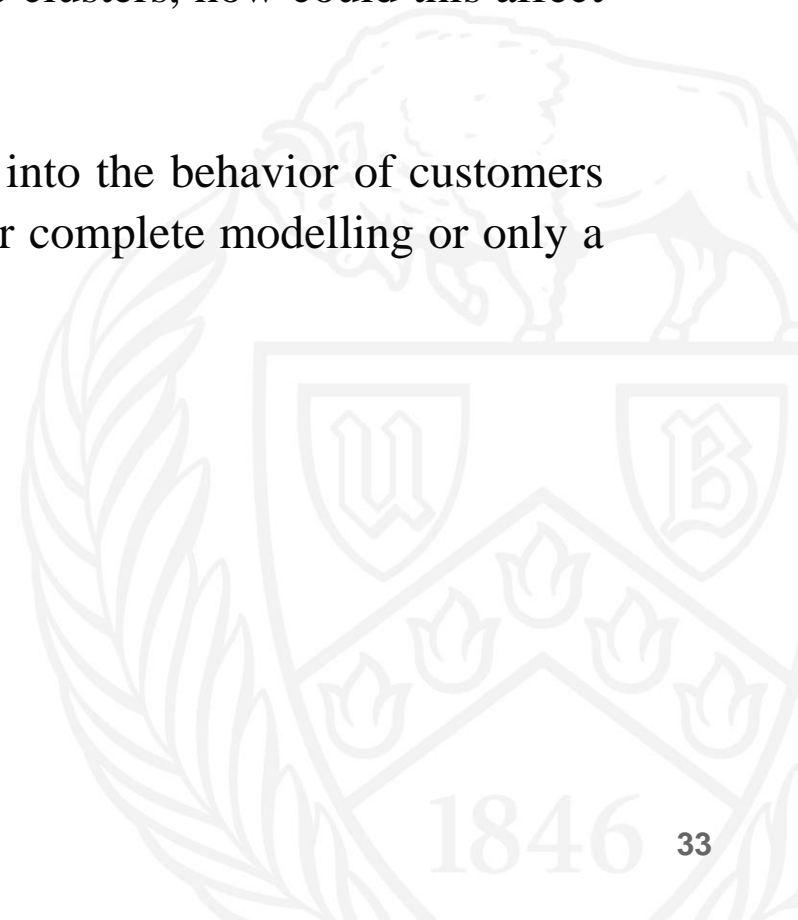 clusters, how could this affect
into the behavior of customers
r complete modelling or only a
U B
1846
33